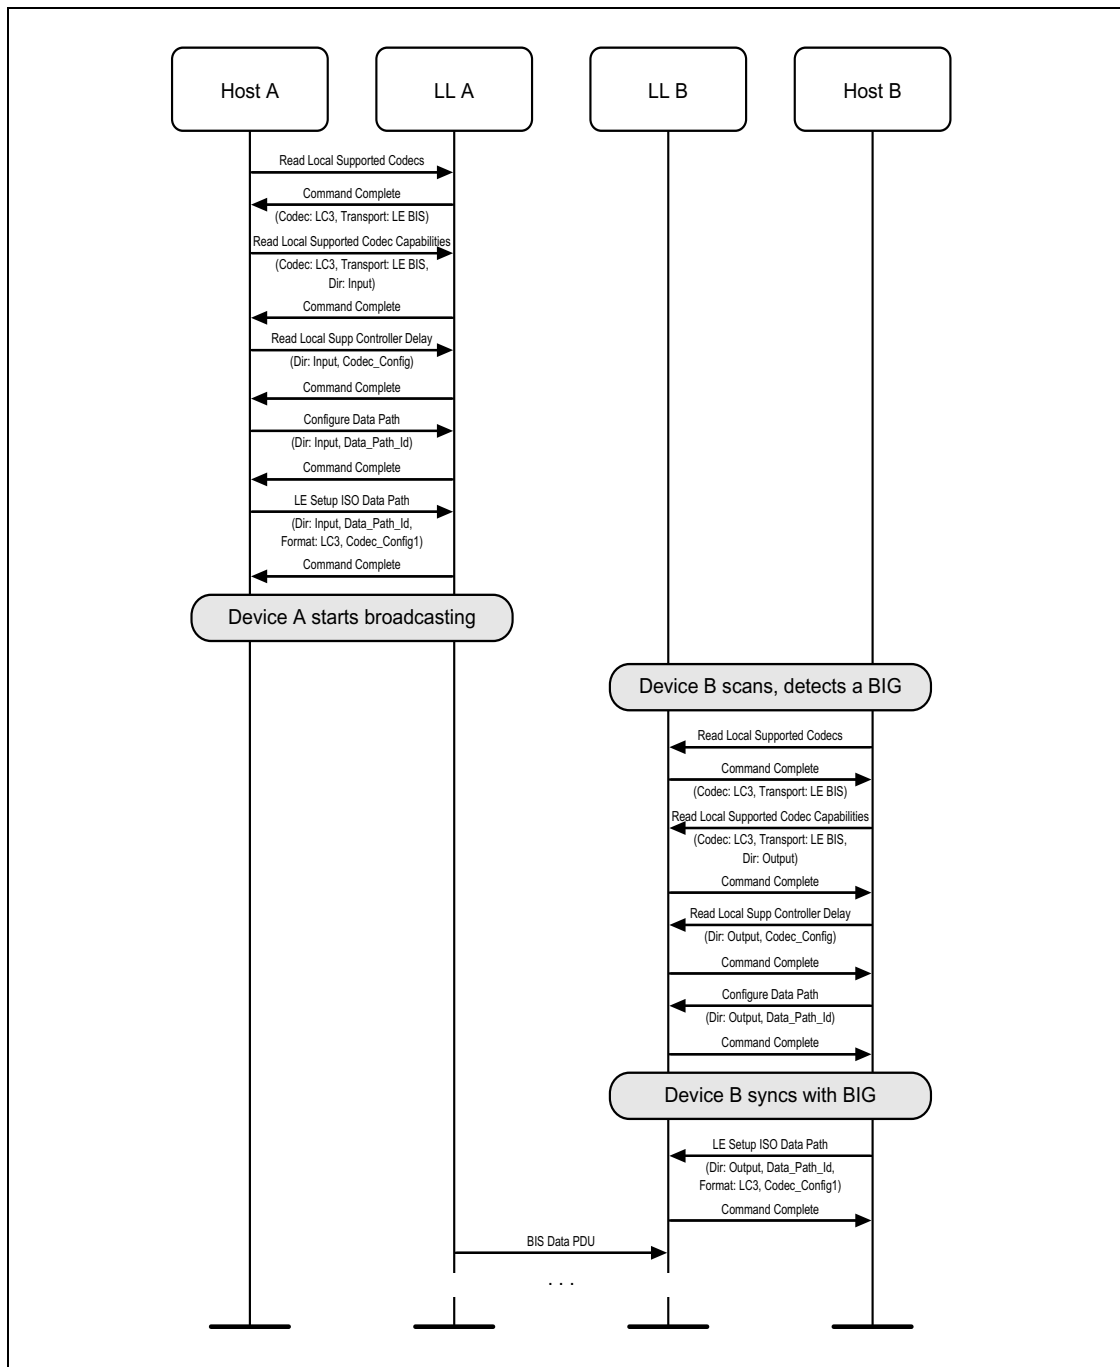 Host A
LL A
LL B
Host B
Read Local Supported Codecs
Command Complete
(Codec: LC3, Transport: LE BIS)
Read Local Supported Codec Capabilities
(Codec: LC3, Transport: LE BIS,
Dir: Input)
Command Complete
Read Local Supp Controller Delay
(Dir: Input, Codec_Config)
Command Complete
Configure Data Path
(Dir: Input, Data_Path_Id)
Command Complete
LE Setup ISO Data Path
(Dir: Input, Data_Path_Id,
Format: LC3, Codec_Config1)
Command Complete
Device A starts broadcasting
Device B scans, detects a BIG
Read Local Supported Codecs
Command Complete
(Codec: LC3, Transport: LE BIS)
Read Local Supported Codec Capabilities
(Codec: LC3, Transport: LE BIS,
Dir: Output)
Command Complete
Read Local Supp Controller Delay
(Dir: Output, Codec_Config)
Command Complete
Configure Data Path
(Dir: Output, Data_Path_Id)
Command Complete
Device B syncs with BIG
LE Setup ISO Data Path
(Dir: Output, Data_Path_Id,
Format: LC3, Codec_Config1)
Command Complete
BIS Data PDU
. . .